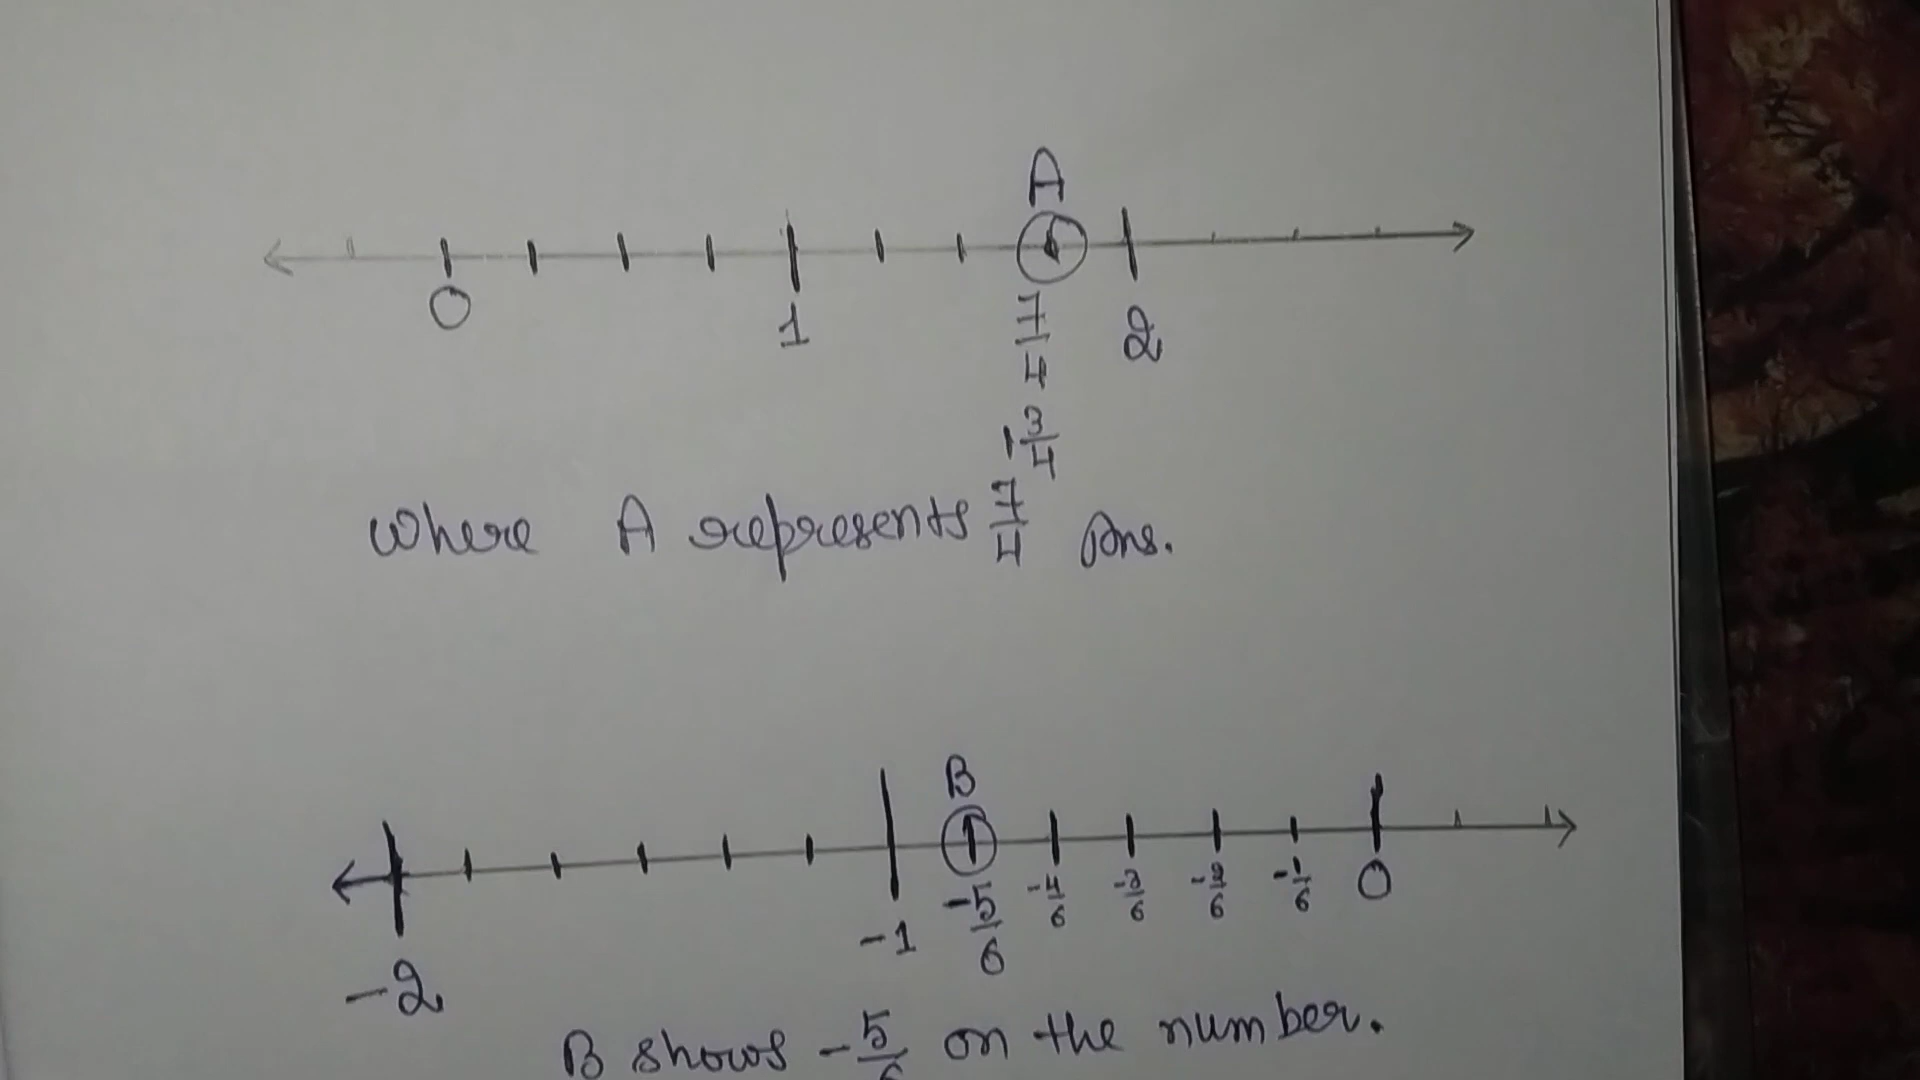 A
0 1 7/4 2
1 3/4
where A represents 7/4 Ans.
B
-2 -1 -5/6 -4/6 -3/6 -2/6 -1/6 0
B shows -5/6 on the number.